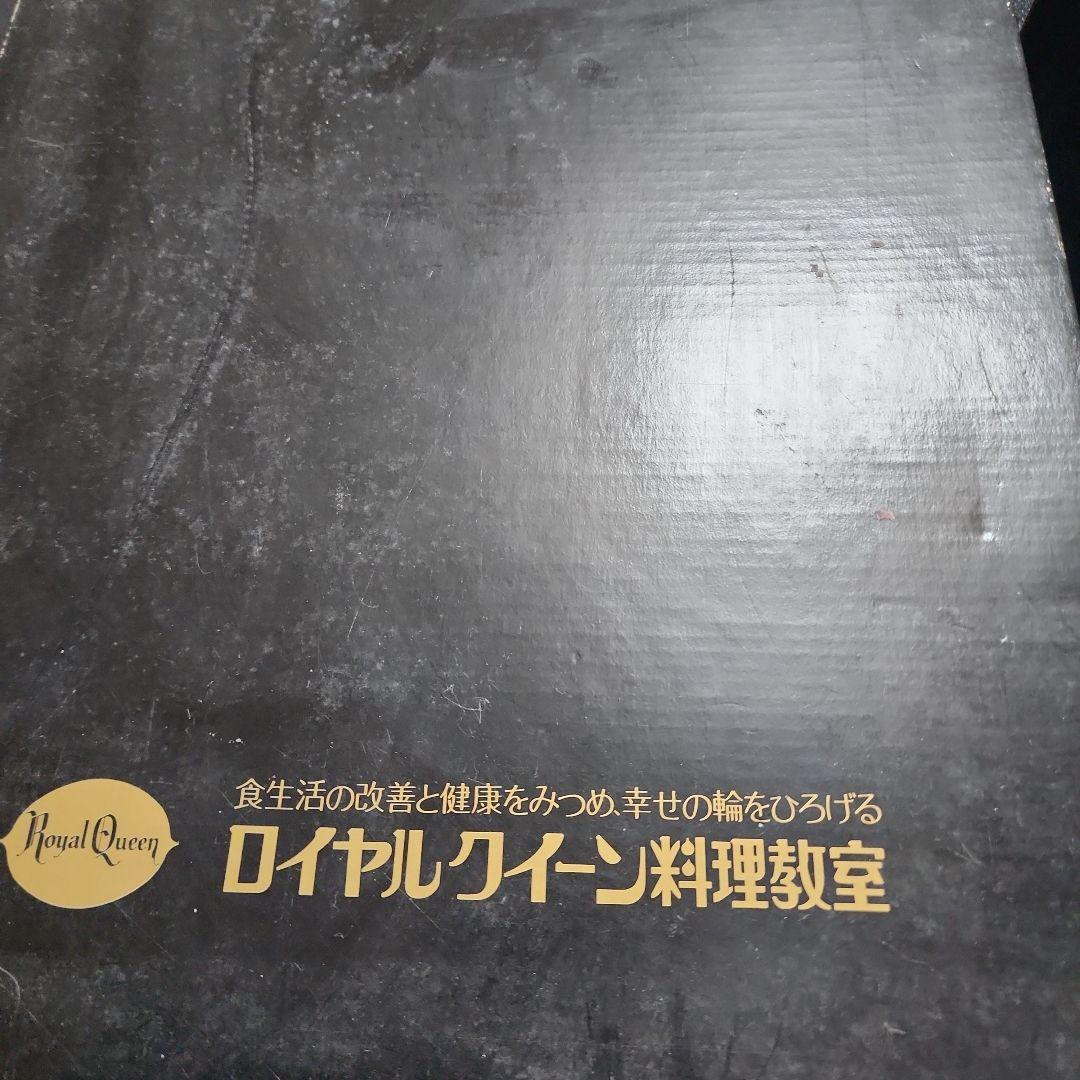 食生活の改善と健康をみつめ、幸せの輪をひろげる
Royal Queen
ロイヤルクイーン料理教室